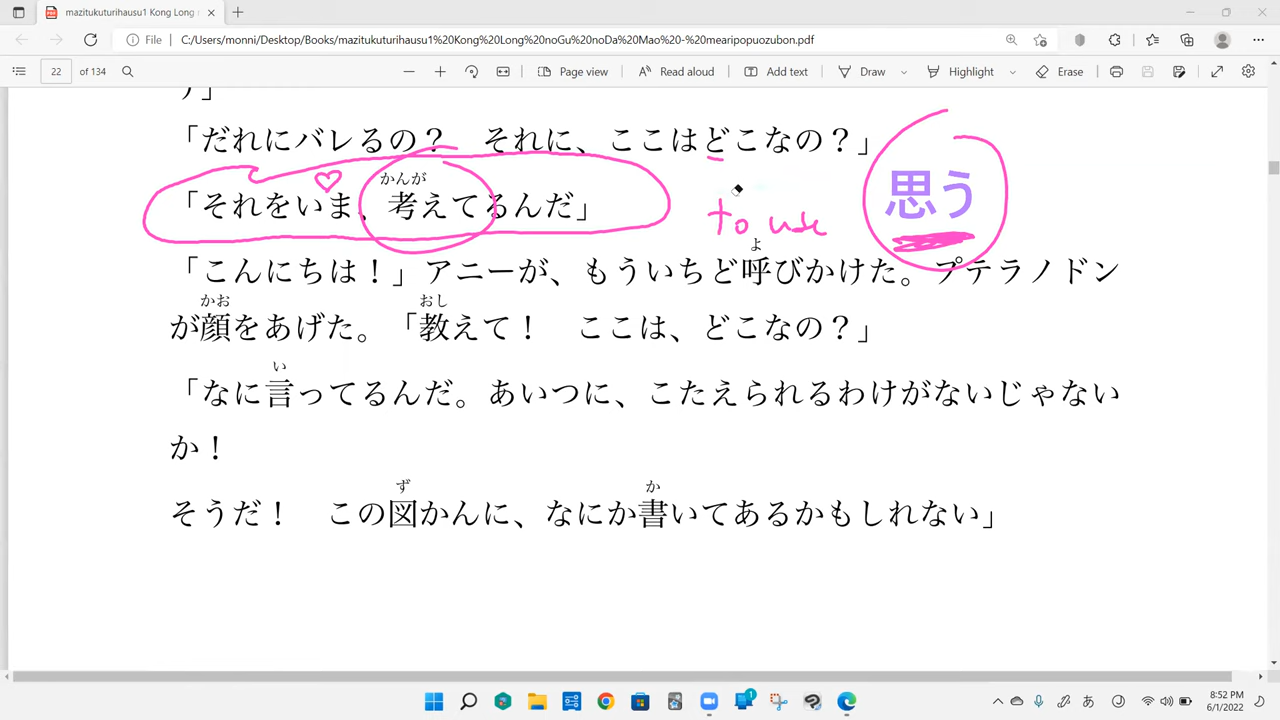 mazitukuturihausu1 Kong Long
File
C:/Users/monni/Desktop/Books/mazitukuturihausu1%20Kong%20Long%20noGu%20noDa%20Mao%20-%20mearipopuozubon.pdf
22 of 134
Page view
Read aloud
Add text
Draw
Highlight
Erase
「だれにバレるの？ それに、ここはどこなの？」
かんが
「それをいま、考えてるんだ」
to use
思う
よ
「こんにちは！」アニーが、もういちど呼びかけた。プテラノドン
かお おし
が顔をあげた。「教えて！ ここは、どこなの？」
い
「なに言ってるんだ。あいつに、こたえられるわけがないじゃない
か！
ず か
そうだ！ この図かんに、なにか書いてあるかもしれない」
1
あ
8:52 PM
6/1/2022